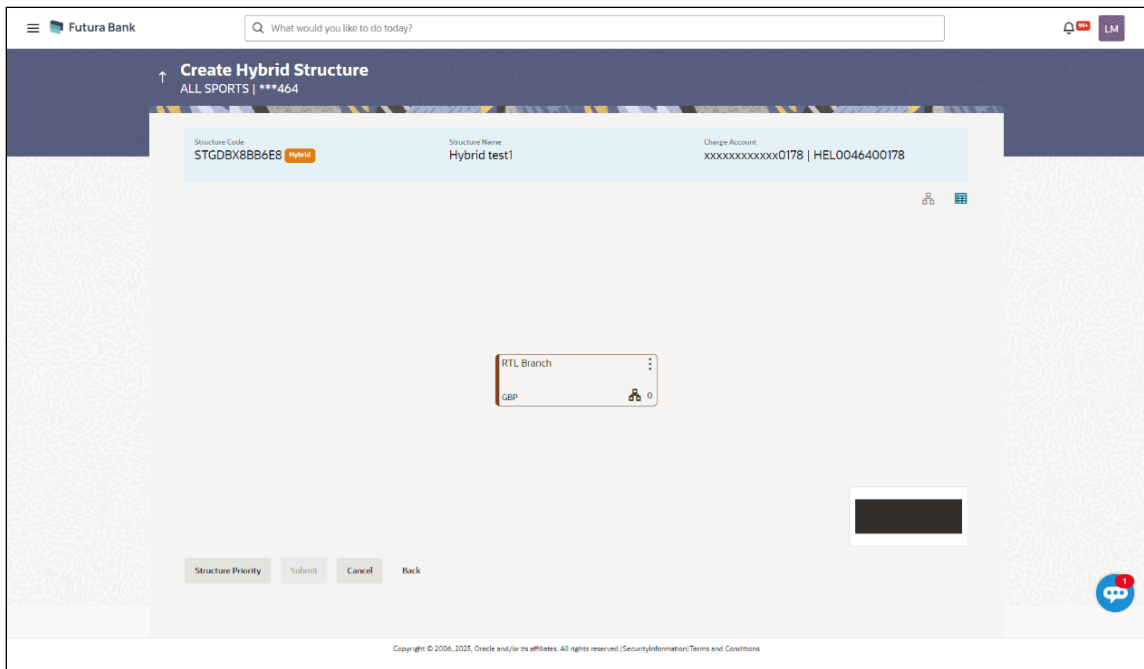 Futura Bank
What would you like to do today?
99+
LM
Create Hybrid Structure
ALL SPORTS | ***464
Structure Code
Structure Name
Charge Account
STGDBX8BB6E8 Hybrid
Hybrid test1
xxxxxxxxxxxx0178 | HEL0046400178
RTL Branch
GBP
0
Structure Priority
Submit
Cancel
Back
1
Copyright © 2006, 2023, Oracle and/or its affiliates. All rights reserved.|SecurityInformation|Terms and Conditions